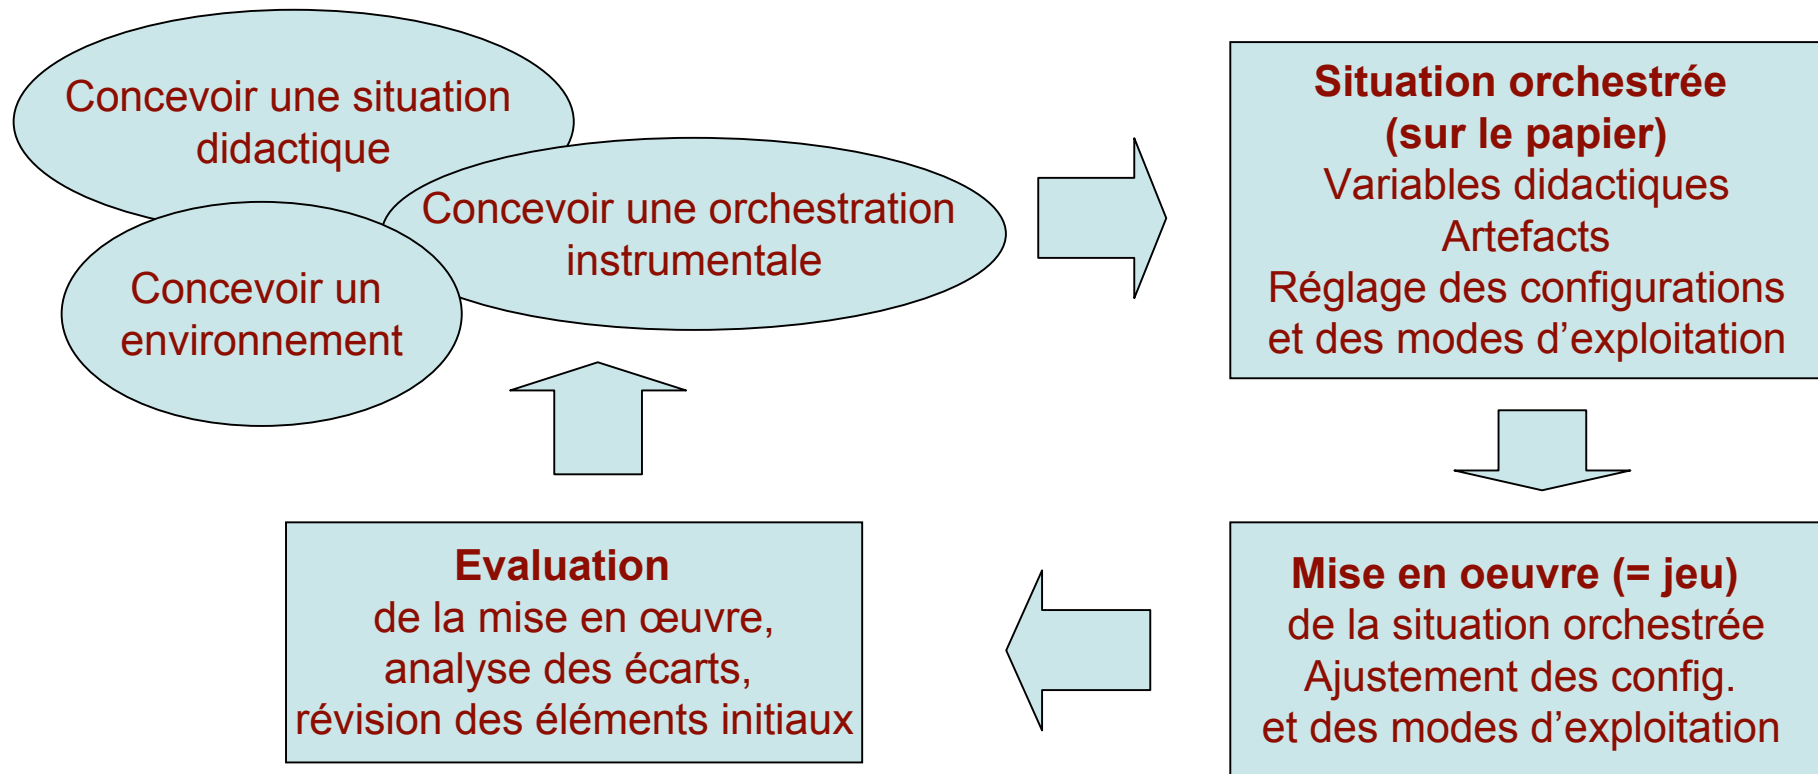 Concevoir une situation
didactique
Concevoir une orchestration
instrumentale
Concevoir un
environnement
Situation orchestrée
(sur le papier)
Variables didactiques
Artefacts
Réglage des configurations
et des modes d’exploitation
Mise en oeuvre (= jeu)
de la situation orchestrée
Ajustement des config.
et des modes d’exploitation
Evaluation
de la mise en œuvre,
analyse des écarts,
révision des éléments initiaux